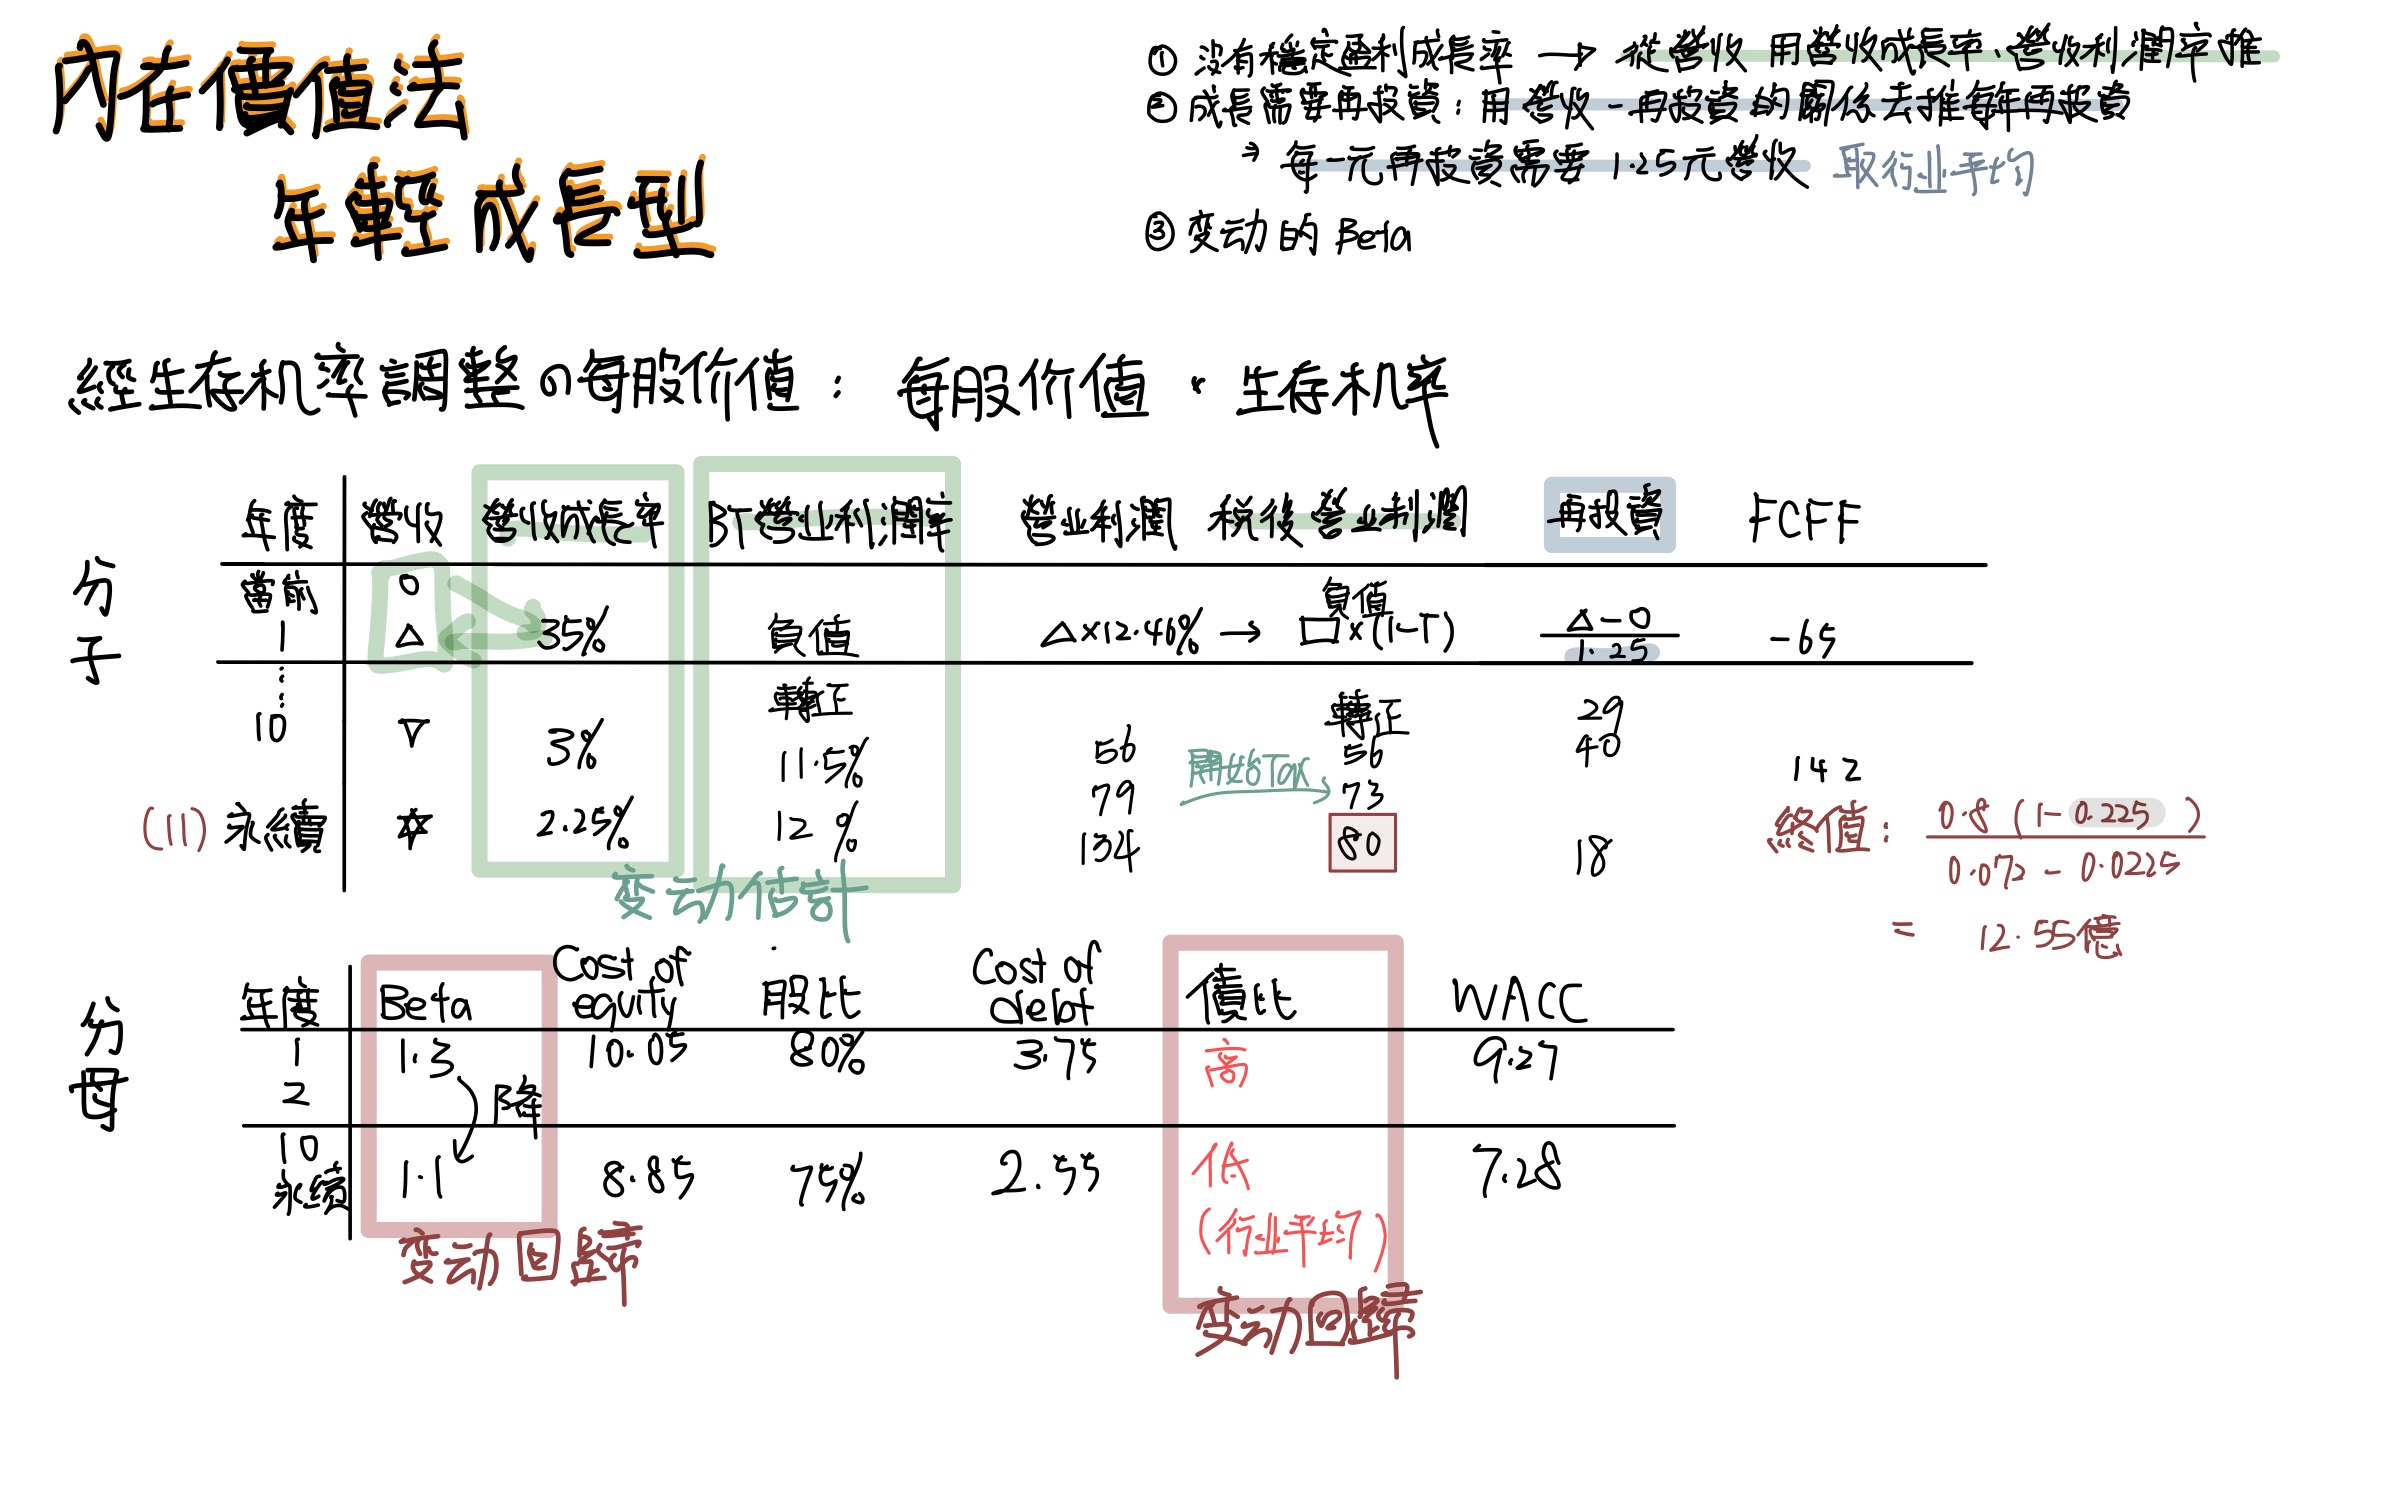 內在價值法
年輕成長型
① 沒有穩定盈利成長率 → 從營收 用營收成長率、營收利潤率推
② 成長需要再投資：用營收-再投資的關係去推每年再投資
→ 每一元再投資需要 1.25元營收 取行业平均
③ 变动的 Beta
經生存机率調整の每股价值： 每股价值 · 生存机率
分子
年度 營收 營收成長率 BT營业利潤率 營业利潤 稅後營业利潤 再投資 FCFF
當前 O
1 △ 35% 負值 △×12.46% → 負值 □×(1-T) △-O/1.25 -65
⋮
10 ▽ 3% 轉正 11.5% 56 79 開始Tax 轉正 56 73 29 40 142
(11) 永續 ☆ 2.25% 12% 134 80 18
終值： 0.8 (1-0.225) / 0.073 - 0.0225
= 12.55億
变动估計
分母
年度 Beta Cost of equity 股比 Cost of debt 債比 WACC
1 1.3 10.05 80% 3.75 高 9.27
2 降
10
永續 1.1 8.85 75% 2.55 低 7.28
(行业平均)
变动回歸
变动回歸